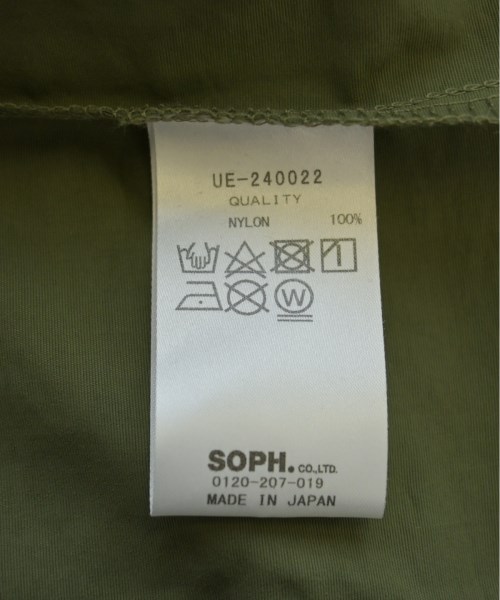 UE-240022
QUALITY
NYLON 100%
W
SOPH. CO.,LTD.
0120-207-019
MADE IN JAPAN